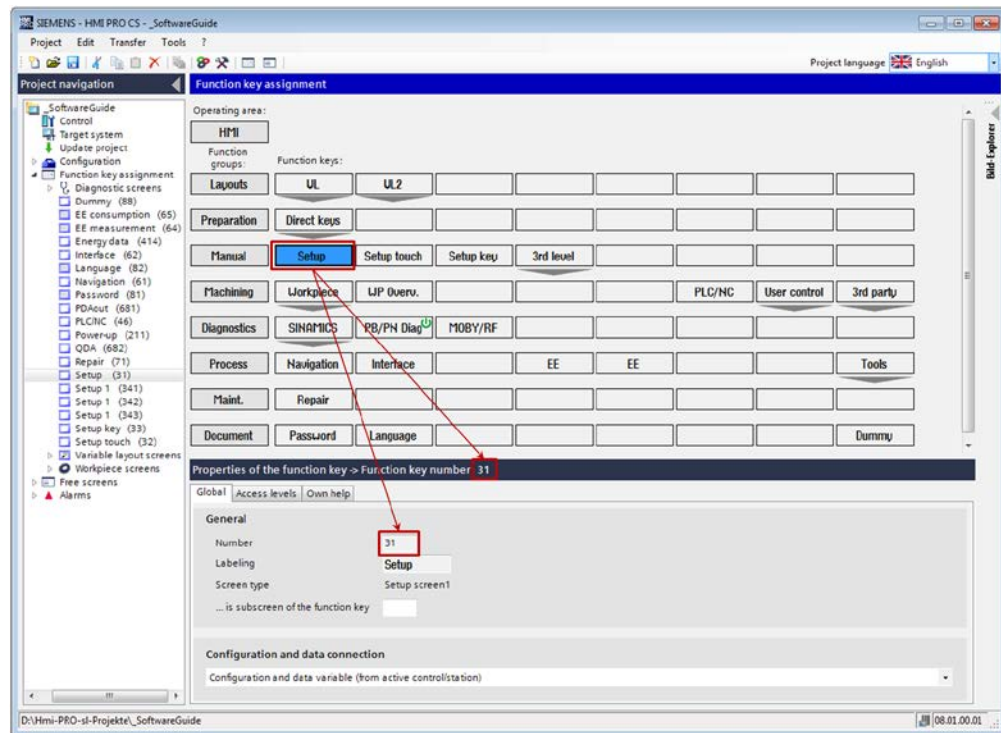 SIEMENS - HMI PRO CS - _SoftwareGuide
Project Edit Transfer Tools ?
Project language English
Project navigation
Function key assignment
_SoftwareGuide
Control
Target system
Update project
Configuration
Function key assignment
Diagnostic screens
Dummy (88)
EE consumption (65)
EE measurement (64)
Energy data (414)
Interface (62)
Language (82)
Navigation (61)
Password (81)
PDAout (681)
PLC/NC (46)
Power-up (211)
QDA (682)
Repair (71)
Setup (31)
Setup 1 (341)
Setup 1 (342)
Setup 1 (343)
Setup key (33)
Setup touch (32)
Variable layout screens
Workpiece screens
Free screens
Alarms
Operating area:
HMI
Function groups:
Function keys:
Layouts UL UL2
Preparation Direct keys
Manual Setup Setup touch Setup key 3rd level
Machining Workpiece WP Overv. PLC/NC User control 3rd party
Diagnostics SINAMICS PB/PN Diag MOBY/RF
Process Navigation Interface EE EE Tools
Maint. Repair
Document Password Language Dummy
Bild-Explorer
Properties of the function key -> Function key number 31
Global Access levels Own help
General
Number 31
Labeling Setup
Screen type Setup screen1
... is subscreen of the function key
Configuration and data connection
Configuration and data variable (from active control/station)
D:\Hmi-PRO-sl-Projekte\_SoftwareGuide
08.01.00.01